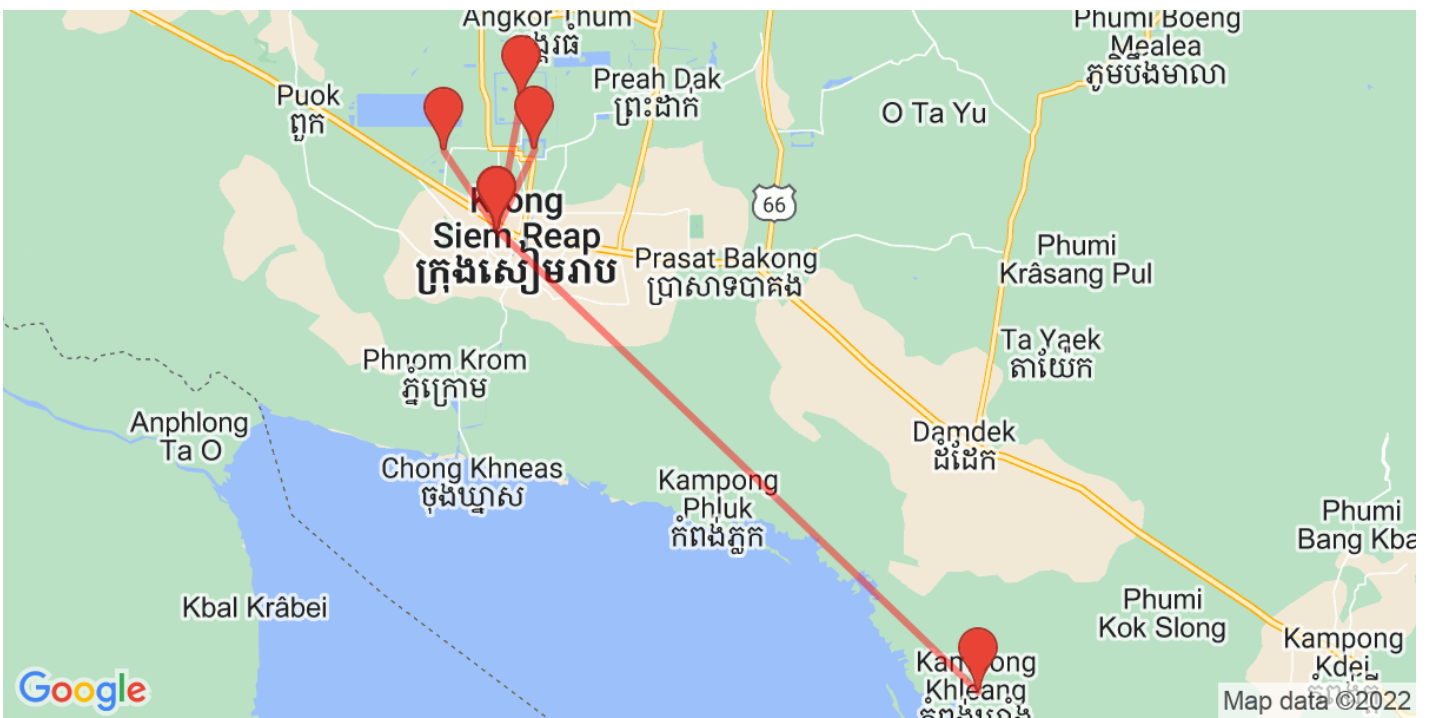 Angkor Thum
Phumi Boeng
Mealea
ភូមិបឹងមាលា
Puok
ពួក
Preah Dak
ព្រះដាក់
O Ta Yu
66
Krong
Siem Reap
ក្រុងសៀមរាប
Prasat Bakong
ប្រាសាទបាគង
Phumi
Krâsang Pul
Ta Yaek
តាយ៉ែក
Phnom Krom
ភ្នំក្រោម
Anphlong
Ta O
Damdek
ដំដែក
Chong Khneas
ចុងឃ្នាស
Kampong
Phluk
កំពង់ភ្លុក
Phumi
Bang Kba
Kbal Krâbei
Phumi
Kok Slong
Kampong
Kdei
Kampong
Khleang
Google
Map data ©2022